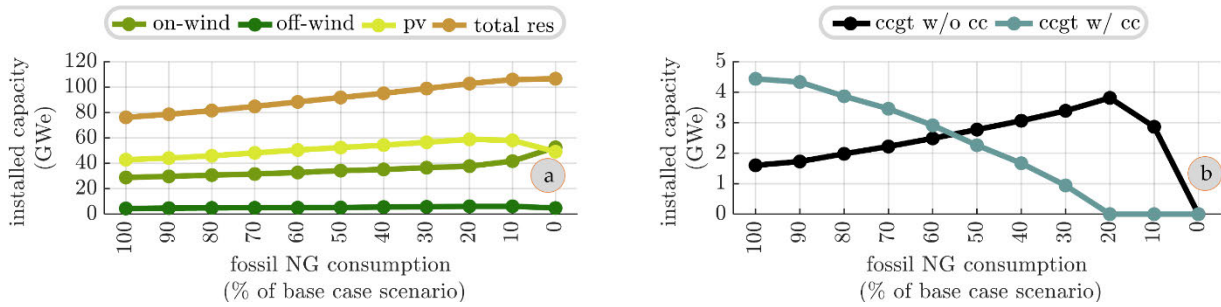 on-wind off-wind pv total res
120
100
80
60
40
20
0
installed capacity
(GWe)
100 90 80 70 60 50 40 30 20 10 0
fossil NG consumption
(% of base case scenario)
a
ccgt w/o cc ccgt w/ cc
5
4
3
2
1
0
installed capacity
(GWe)
100 90 80 70 60 50 40 30 20 10 0
fossil NG consumption
(% of base case scenario)
b